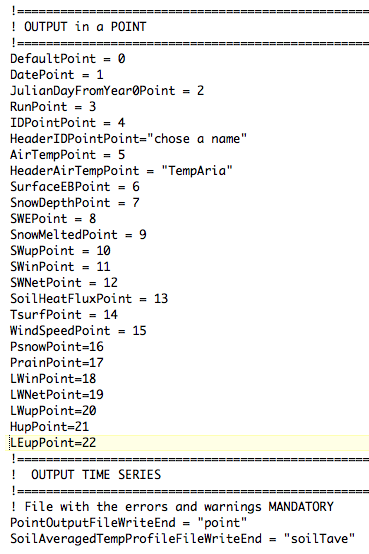 !================================================
! OUTPUT in a POINT
!================================================
DefaultPoint = 0
DatePoint = 1
JulianDayFromYear0Point = 2
RunPoint = 3
IDPointPoint = 4
HeaderIDPointPoint="chose a name"
AirTempPoint = 5
HeaderAirTempPoint = "TempAria"
SurfaceEBPoint = 6
SnowDepthPoint = 7
SWEPoint = 8
SnowMeltedPoint = 9
SWupPoint = 10
SWinPoint = 11
SWNetPoint = 12
SoilHeatFluxPoint = 13
TsurfPoint = 14
WindSpeedPoint = 15
PsnowPoint=16
PrainPoint=17
LWinPoint=18
LWNetPoint=19
LWupPoint=20
HupPoint=21
LEupPoint=22
!================================================
!  OUTPUT TIME SERIES
!================================================
! File with the errors and warnings MANDATORY
PointOutputFileWriteEnd = "point"
SoilAveragedTempProfileFileWriteEnd = "soilTave"